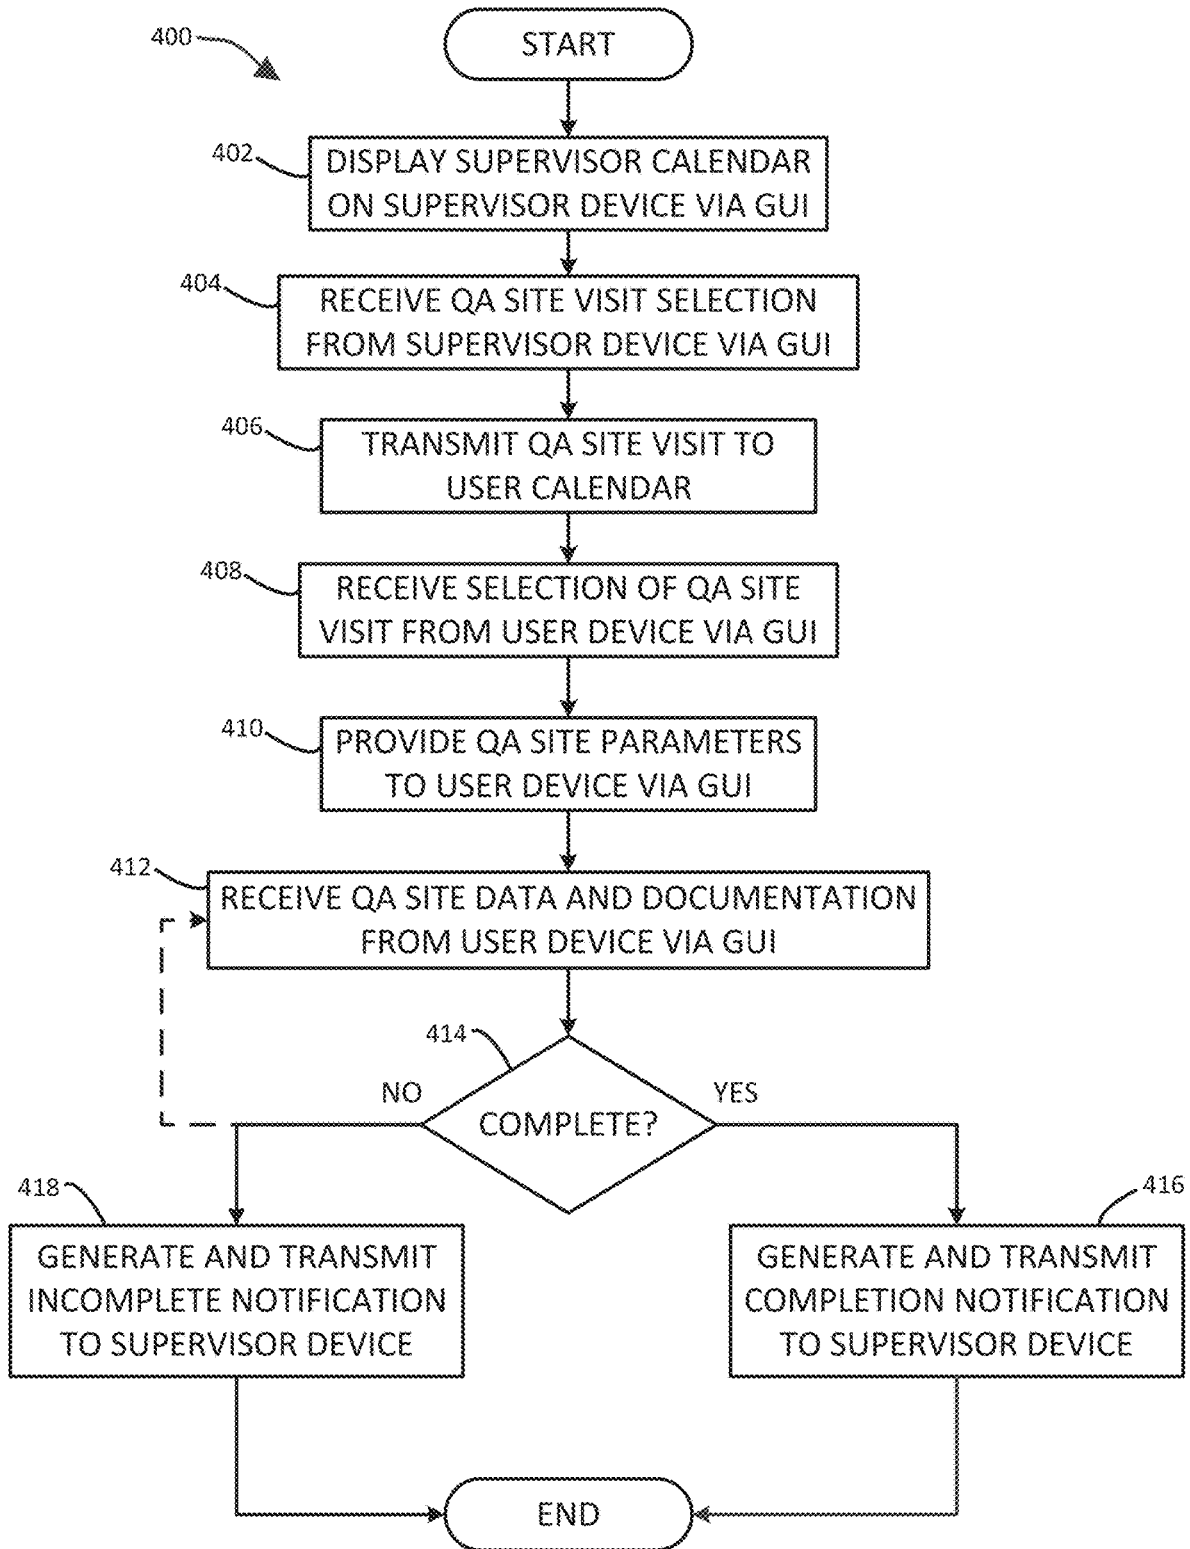 400
START
402
DISPLAY SUPERVISOR CALENDAR
ON SUPERVISOR DEVICE VIA GUI
404
RECEIVE QA SITE VISIT SELECTION
FROM SUPERVISOR DEVICE VIA GUI
406
TRANSMIT QA SITE VISIT TO
USER CALENDAR
408
RECEIVE SELECTION OF QA SITE
VISIT FROM USER DEVICE VIA GUI
410
PROVIDE QA SITE PARAMETERS
TO USER DEVICE VIA GUI
412
RECEIVE QA SITE DATA AND DOCUMENTATION
FROM USER DEVICE VIA GUI
414
NO
YES
COMPLETE?
418
GENERATE AND TRANSMIT
INCOMPLETE NOTIFICATION
TO SUPERVISOR DEVICE
416
GENERATE AND TRANSMIT
COMPLETION NOTIFICATION
TO SUPERVISOR DEVICE
END